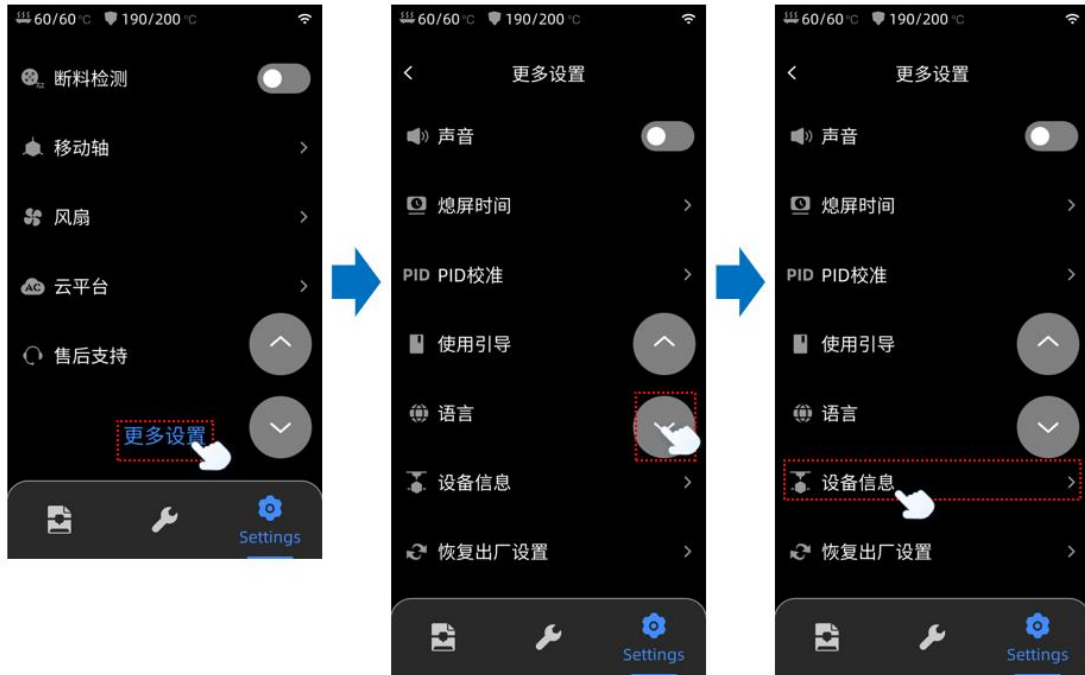 60/60℃ 190/200℃
断料检测
移动轴
风扇
AC 云平台
售后支持
更多设置
Settings
60/60℃ 190/200℃
更多设置
声音
熄屏时间
PID PID校准
使用引导
语言
设备信息
恢复出厂设置
Settings
60/60℃ 190/200℃
更多设置
声音
熄屏时间
PID PID校准
使用引导
语言
设备信息
恢复出厂设置
Settings